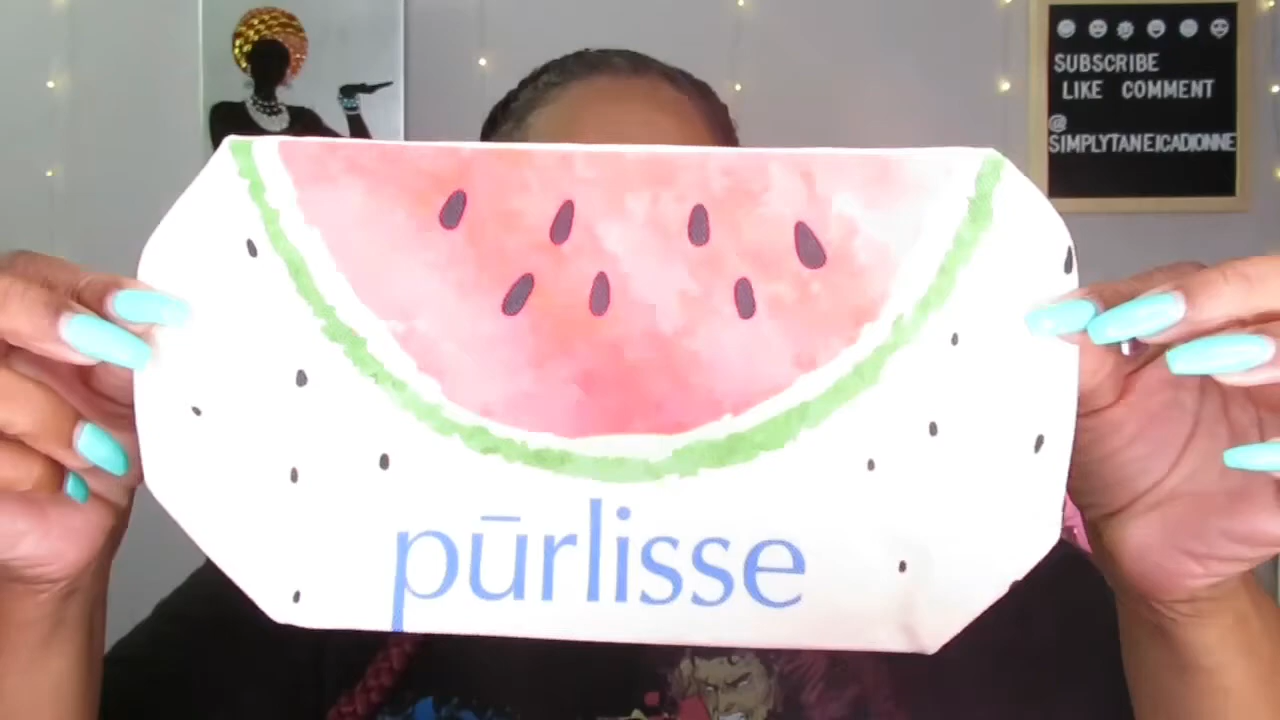 SUBSCRIBE
LIKE COMMENT
@
SIMPLYTANEICADIONNE
pūrlisse